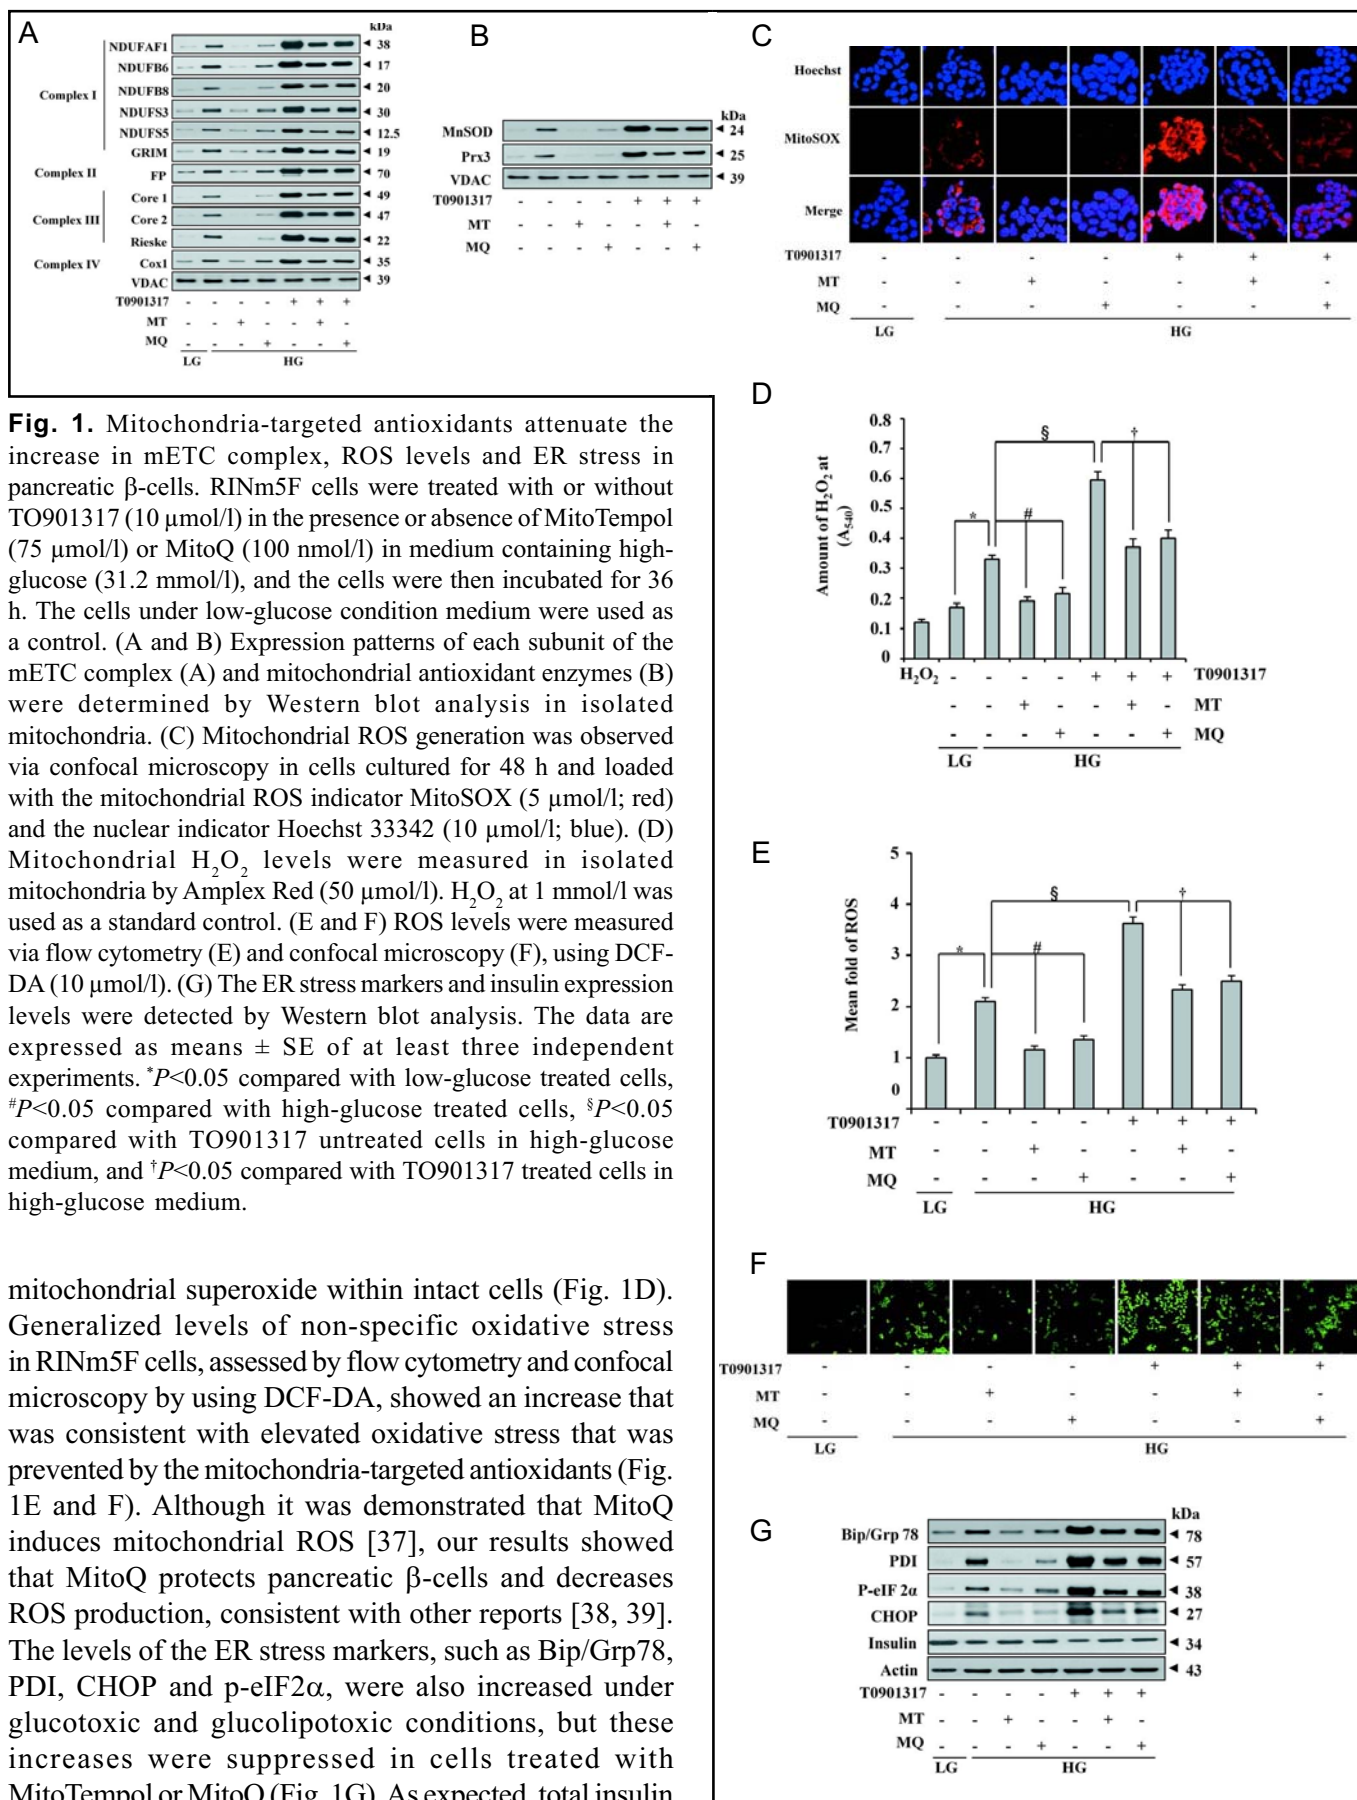 A
kDa
NDUFAF1 38
NDUFB6 17
NDUFB8 20
Complex I
NDUFS3 30
NDUFS5 12.5
GRIM 19
Complex II FP 70
Core 1 49
Complex III Core 2 47
Rieske 22
Complex IV Cox1 35
VDAC 39
T0901317 - - - - + + +
MT - - + - - + -
MQ - - - + - - +
LG HG
B
kDa
MnSOD 24
Prx3 25
VDAC 39
T0901317 - - - - + + +
MT - - + - - + -
MQ - - - + - - +
C
Hoechst
MitoSOX
Merge
T0901317 - - - - + + +
MT - - + - - + -
MQ - - - + - - +
LG HG
D
Amount of H₂O₂ at
(A₅₄₀)
0.8
0.7
0.6
0.5
0.4
0.3
0.2
0.1
0
* # § †
H₂O₂ - - - - + + + T0901317
- - + - - + - MT
- - - + - - + MQ
LG HG
E
Mean fold of ROS
5
4
3
2
1
0
* # § †
T0901317 - - - - + + +
MT - - + - - + -
MQ - - - + - - +
LG HG
F
T0901317 - - - - + + +
MT - - + - - + -
MQ - - - + - - +
LG HG
G
kDa
Bip/Grp 78 78
PDI 57
P-eIF 2α 38
CHOP 27
Insulin 34
Actin 43
T0901317 - - - - + + +
MT - - + - - + -
MQ - - - + - - +
LG HG
Fig. 1. Mitochondria-targeted antioxidants attenuate the
increase in mETC complex, ROS levels and ER stress in
pancreatic β-cells. RINm5F cells were treated with or without
TO901317 (10 μmol/l) in the presence or absence of MitoTempol
(75 μmol/l) or MitoQ (100 nmol/l) in medium containing high-
glucose (31.2 mmol/l), and the cells were then incubated for 36
h. The cells under low-glucose condition medium were used as
a control. (A and B) Expression patterns of each subunit of the
mETC complex (A) and mitochondrial antioxidant enzymes (B)
were determined by Western blot analysis in isolated
mitochondria. (C) Mitochondrial ROS generation was observed
via confocal microscopy in cells cultured for 48 h and loaded
with the mitochondrial ROS indicator MitoSOX (5 μmol/l; red)
and the nuclear indicator Hoechst 33342 (10 μmol/l; blue). (D)
Mitochondrial H₂O₂ levels were measured in isolated
mitochondria by Amplex Red (50 μmol/l). H₂O₂ at 1 mmol/l was
used as a standard control. (E and F) ROS levels were measured
via flow cytometry (E) and confocal microscopy (F), using DCF-
DA (10 μmol/l). (G) The ER stress markers and insulin expression
levels were detected by Western blot analysis. The data are
expressed as means ± SE of at least three independent
experiments. *P<0.05 compared with low-glucose treated cells,
#P<0.05 compared with high-glucose treated cells, §P<0.05
compared with TO901317 untreated cells in high-glucose
medium, and †P<0.05 compared with TO901317 treated cells in
high-glucose medium.
mitochondrial superoxide within intact cells (Fig. 1D).
Generalized levels of non-specific oxidative stress
in RINm5F cells, assessed by flow cytometry and confocal
microscopy by using DCF-DA, showed an increase that
was consistent with elevated oxidative stress that was
prevented by the mitochondria-targeted antioxidants (Fig.
1E and F). Although it was demonstrated that MitoQ
induces mitochondrial ROS [37], our results showed
that MitoQ protects pancreatic β-cells and decreases
ROS production, consistent with other reports [38, 39].
The levels of the ER stress markers, such as Bip/Grp78,
PDI, CHOP and p-eIF2α, were also increased under
glucotoxic and glucolipotoxic conditions, but these
increases were suppressed in cells treated with
MitoTempol or MitoQ (Fig. 1G). As expected, total insulin